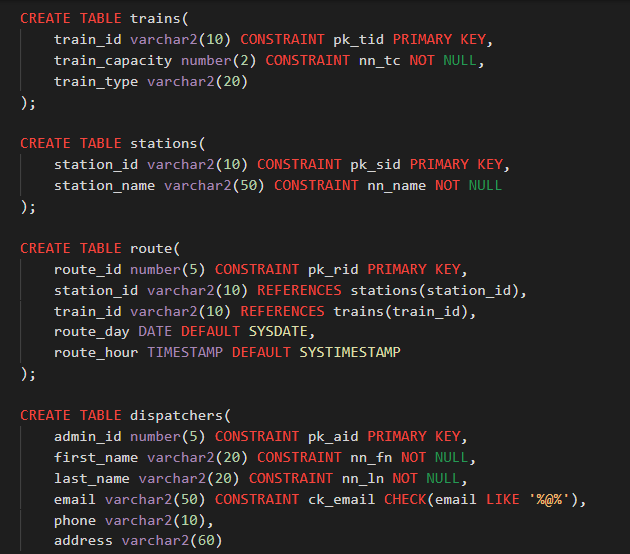 CREATE TABLE trains(
    train_id varchar2(10) CONSTRAINT pk_tid PRIMARY KEY,
    train_capacity number(2) CONSTRAINT nn_tc NOT NULL,
    train_type varchar2(20)
);

CREATE TABLE stations(
    station_id varchar2(10) CONSTRAINT pk_sid PRIMARY KEY,
    station_name varchar2(50) CONSTRAINT nn_name NOT NULL
);

CREATE TABLE route(
    route_id number(5) CONSTRAINT pk_rid PRIMARY KEY,
    station_id varchar2(10) REFERENCES stations(station_id),
    train_id varchar2(10) REFERENCES trains(train_id),
    route_day DATE DEFAULT SYSDATE,
    route_hour TIMESTAMP DEFAULT SYSTIMESTAMP
);

CREATE TABLE dispatchers(
    admin_id number(5) CONSTRAINT pk_aid PRIMARY KEY,
    first_name varchar2(20) CONSTRAINT nn_fn NOT NULL,
    last_name varchar2(20) CONSTRAINT nn_ln NOT NULL,
    email varchar2(50) CONSTRAINT ck_email CHECK(email LIKE '%@%'),
    phone varchar2(10),
    address varchar2(60)